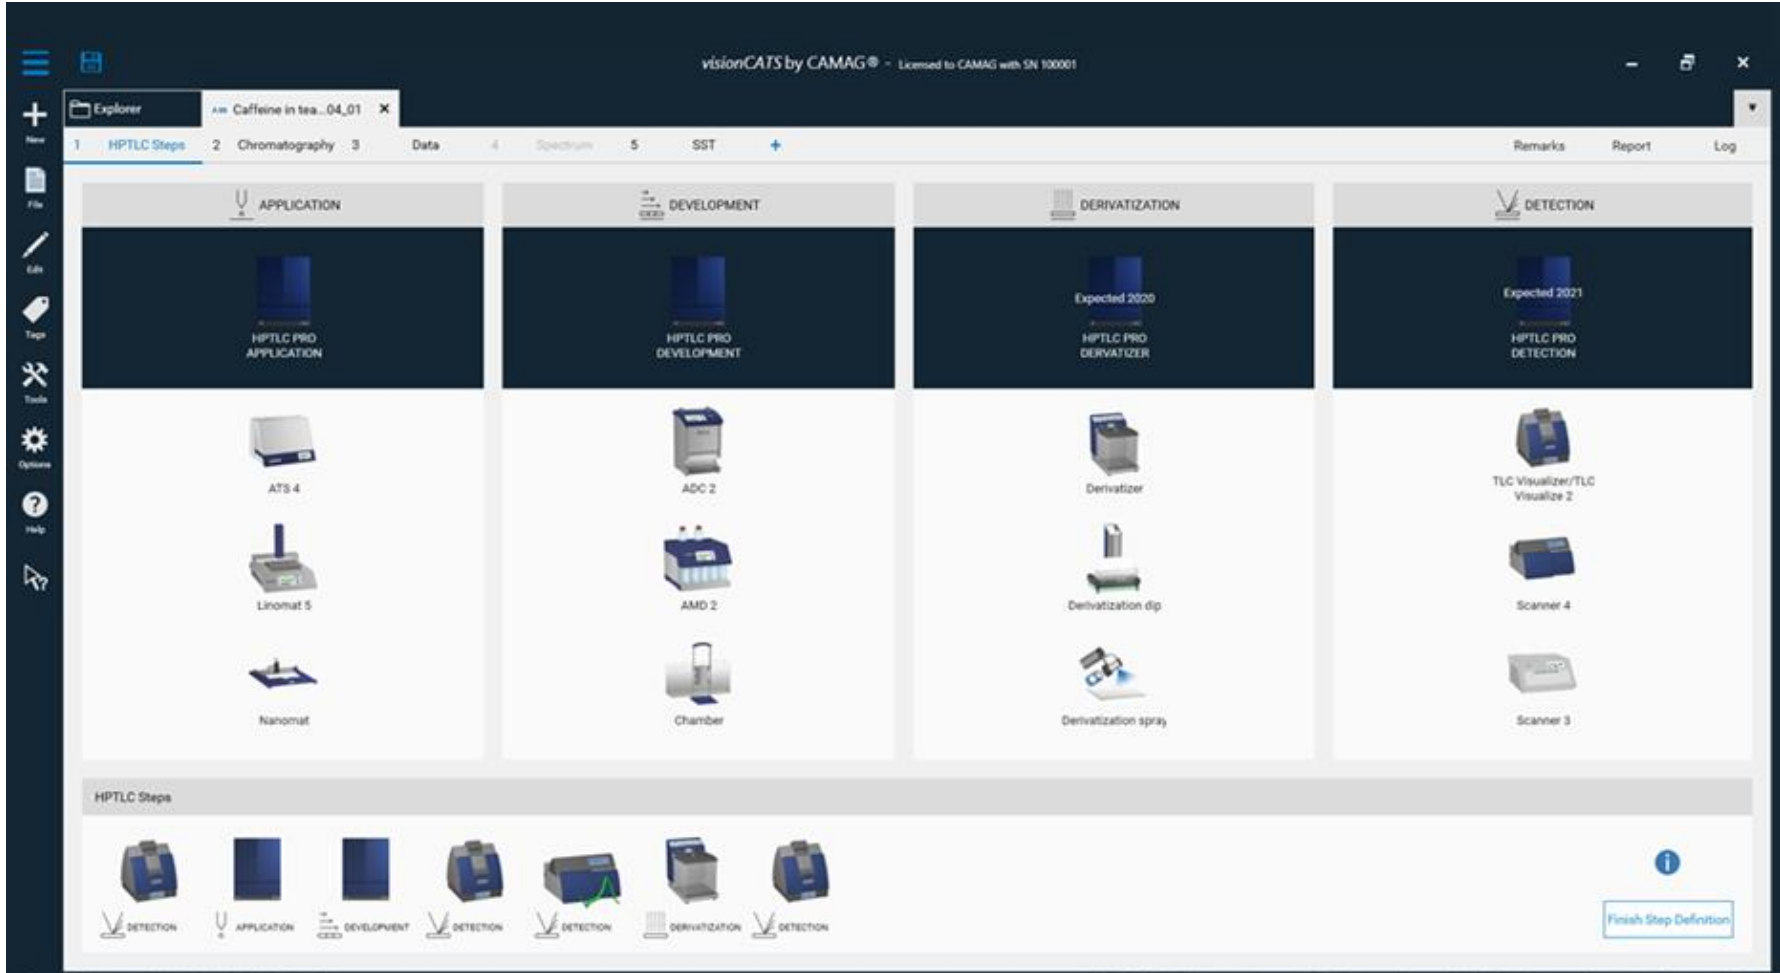 visionCATS by CAMAG® - Licensed to CAMAG with SN 100001
Explorer
Caffeine in tea...04_01
New
1 HPTLC Steps 2 Chromatography 3 Data 4 Spectrum 5 SST +
Remarks Report Log
File
Edit
Tags
Tools
Options
Help
APPLICATION
DEVELOPMENT
DERIVATIZATION
DETECTION
HPTLC PRO
APPLICATION
HPTLC PRO
DEVELOPMENT
Expected 2020
HPTLC PRO
DERVATIZER
Expected 2021
HPTLC PRO
DETECTION
ATS 4
ADC 2
Derivatizer
TLC Visualizer/TLC
Visualize 2
Linomat 5
AMD 2
Derivatization dip
Scanner 4
Nanomat
Chamber
Derivatization spray
Scanner 3
HPTLC Steps
DETECTION
APPLICATION
DEVELOPMENT
DETECTION
DETECTION
DERIVATIZATION
DETECTION
Finish Step Definition